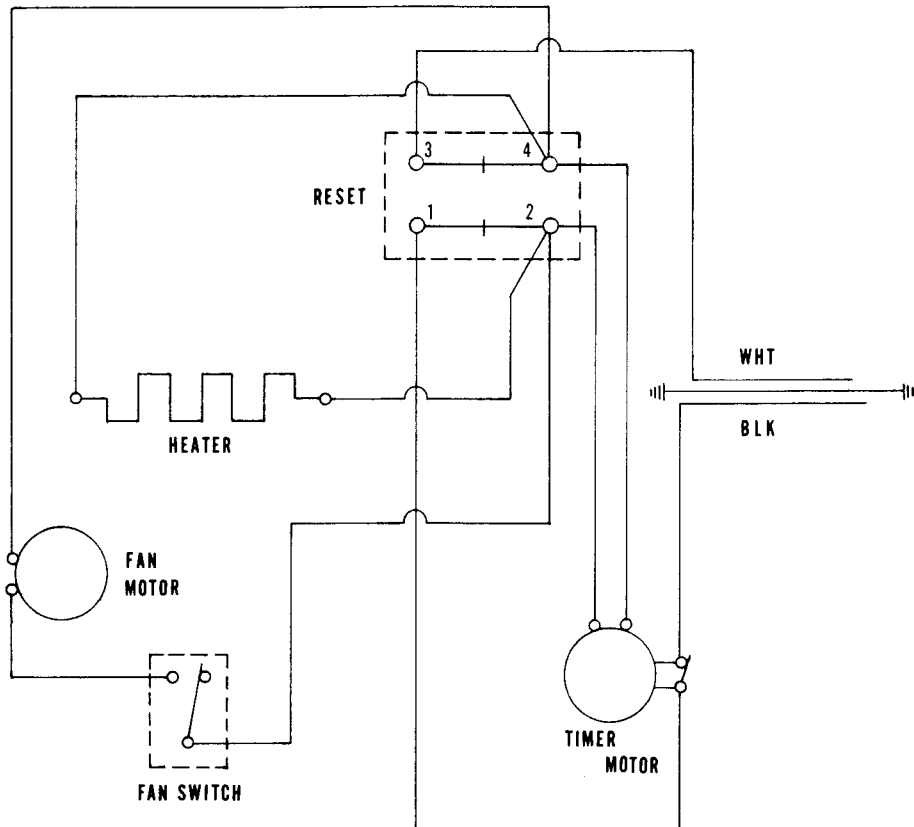 3 4
RESET
1 2
WHT
BLK
HEATER
FAN
MOTOR
TIMER
MOTOR
FAN SWITCH